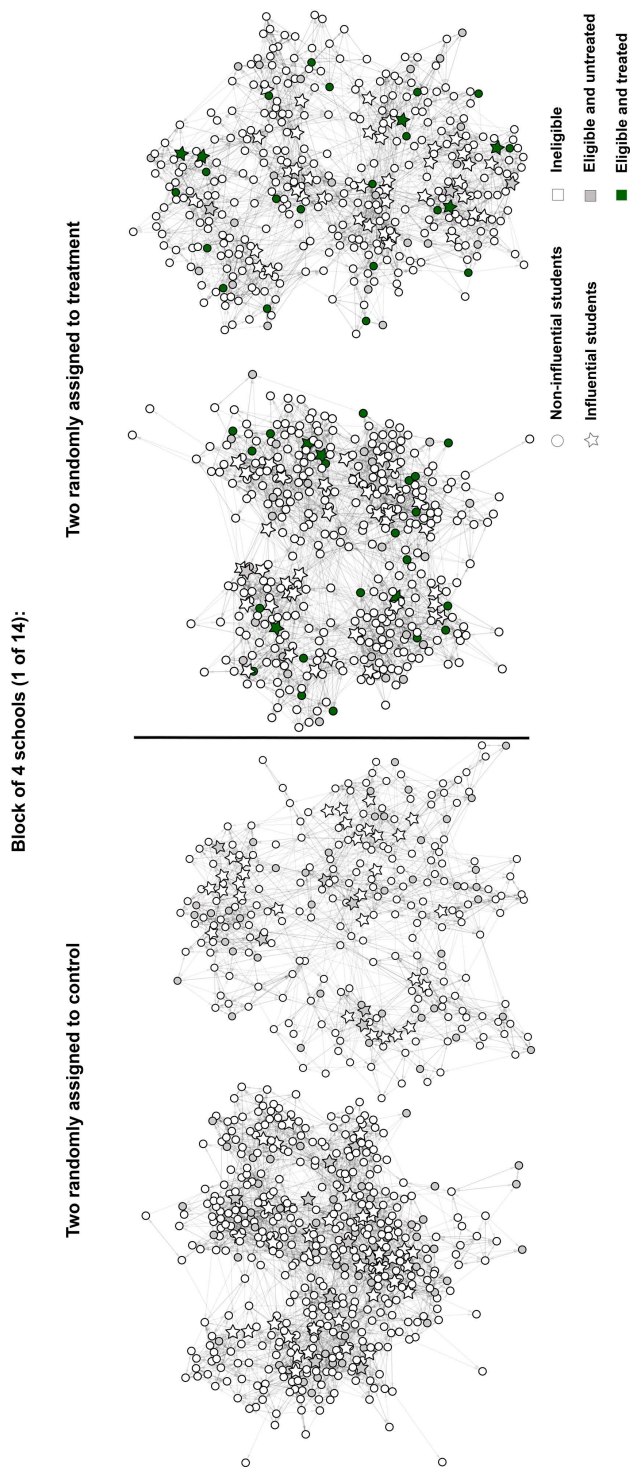 Block of 4 schools (1 of 14):
Two randomly assigned to control
Two randomly assigned to treatment
Non-influential students
Influential students
Ineligible
Eligible and untreated
Eligible and treated